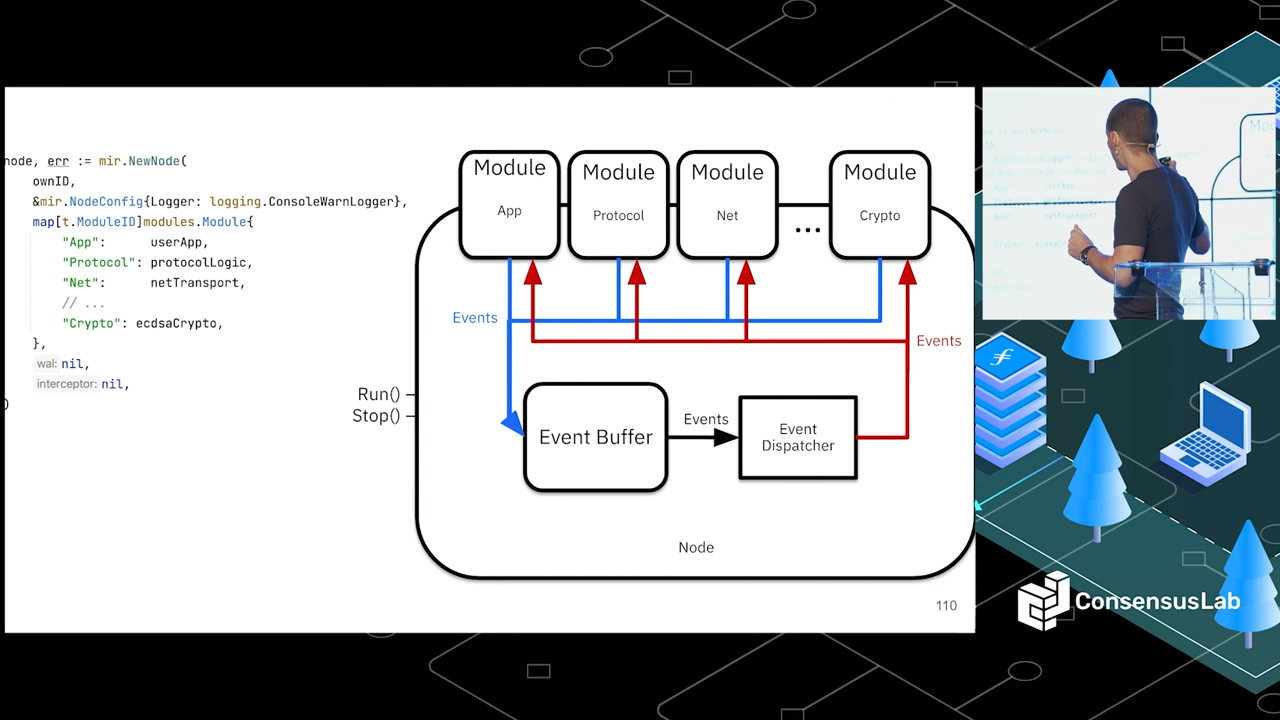 node, err := mir.NewNode(
ownID,
&mir.NodeConfig{Logger: logging.ConsoleWarnLogger},
map[t.ModuleID]modules.Module{
"App": userApp,
"Protocol": protocolLogic,
"Net": netTransport,
// ...
"Crypto": ecdsaCrypto,
},
wal: nil,
interceptor: nil,
)
Module
App
Module
Protocol
Module
Net
...
Module
Crypto
Events
Events
Run()
Stop()
Event Buffer
Events
Event
Dispatcher
Node
110
ConsensusLab